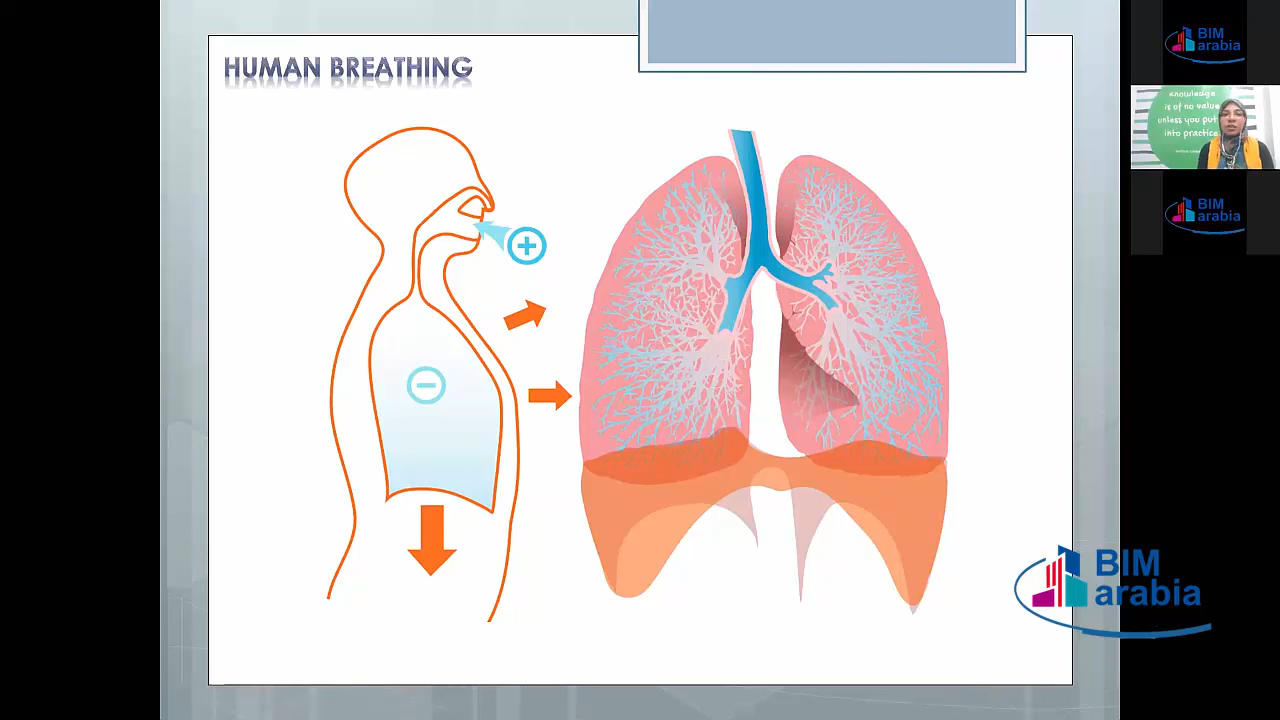 HUMAN BREATHING
+
−
BIM
arabia
BIM
arabia
knowledge
is of no value
unless you put
into practice
BIM
arabia